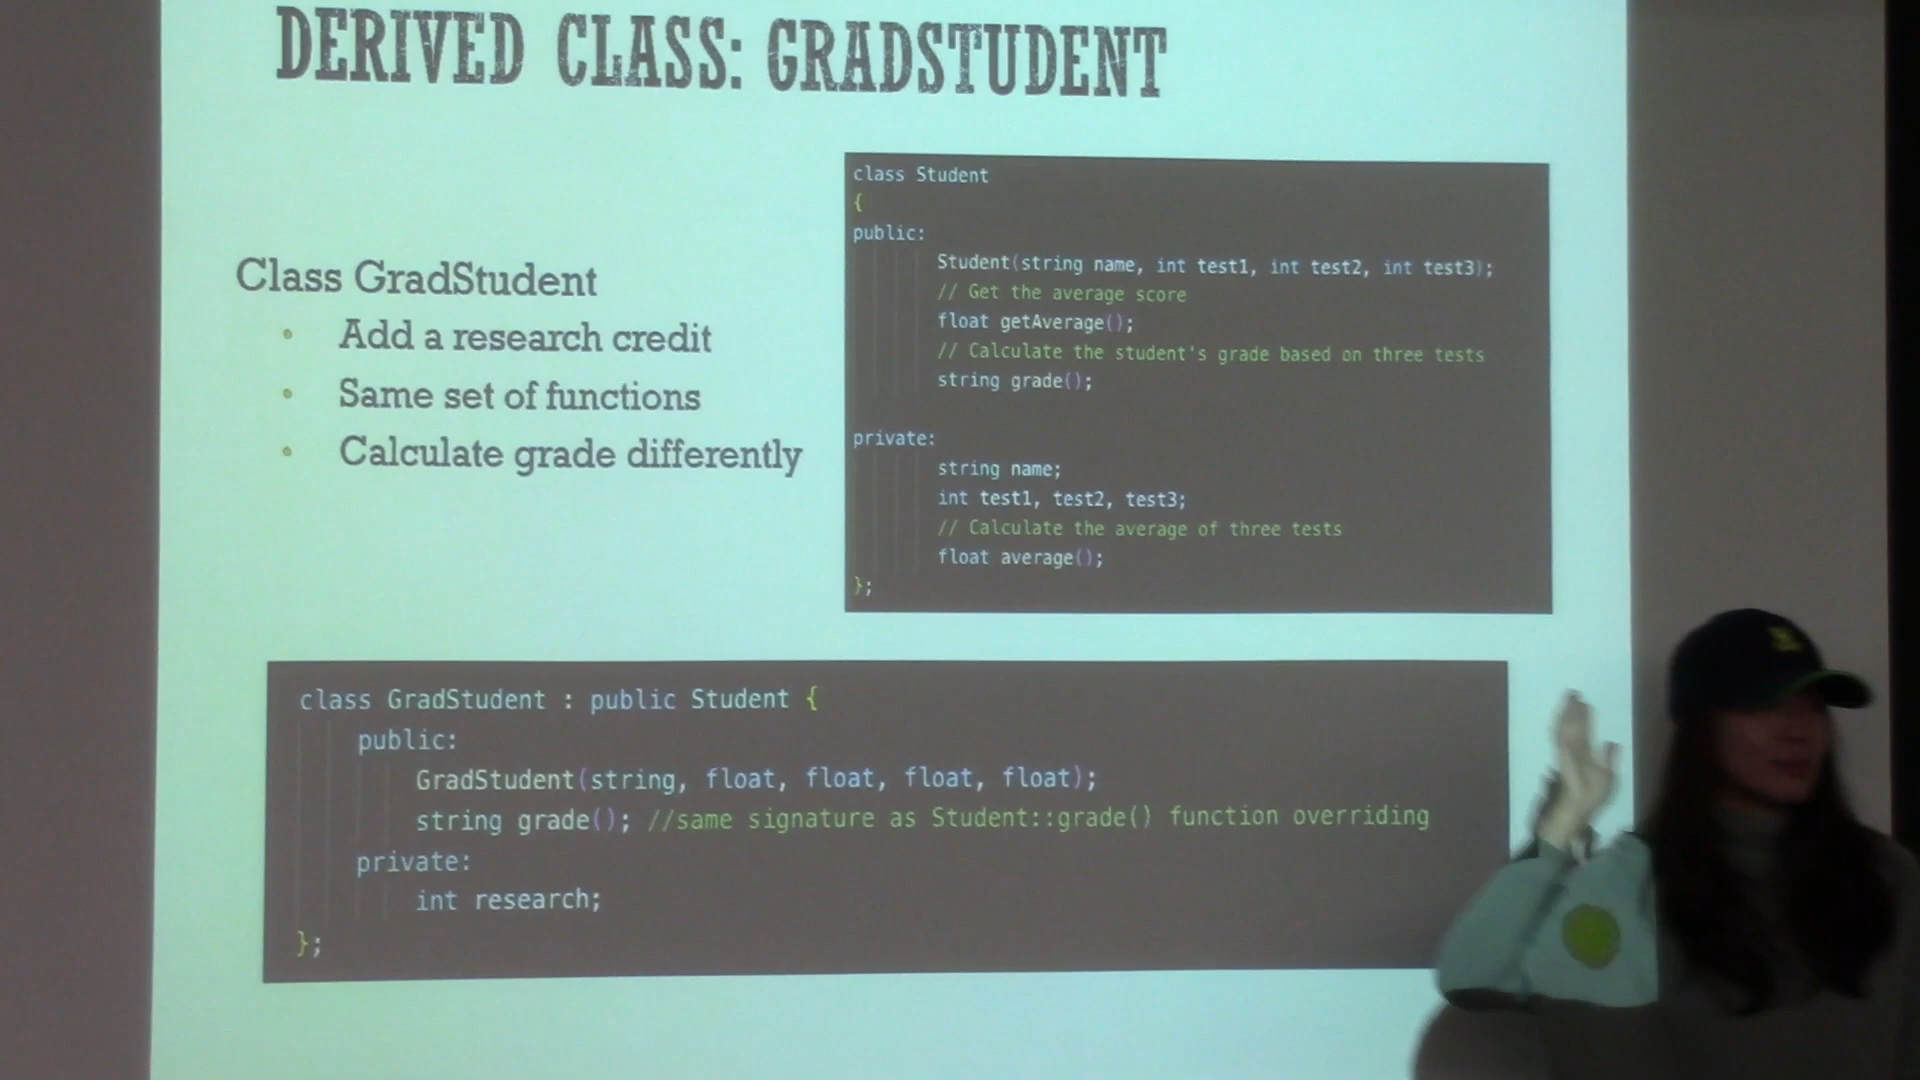 DERIVED CLASS: GRADSTUDENT
Class GradStudent
• Add a research credit
• Same set of functions
• Calculate grade differently
class Student
{
public:
Student(string name, int test1, int test2, int test3);
// Get the average score
float getAverage();
// Calculate the student's grade based on three tests
string grade();
private:
string name;
int test1, test2, test3;
// Calculate the average of three tests
float average();
};
class GradStudent : public Student {
public:
GradStudent(string, float, float, float, float);
string grade(); //same signature as Student::grade() function overriding
private:
int research;
};